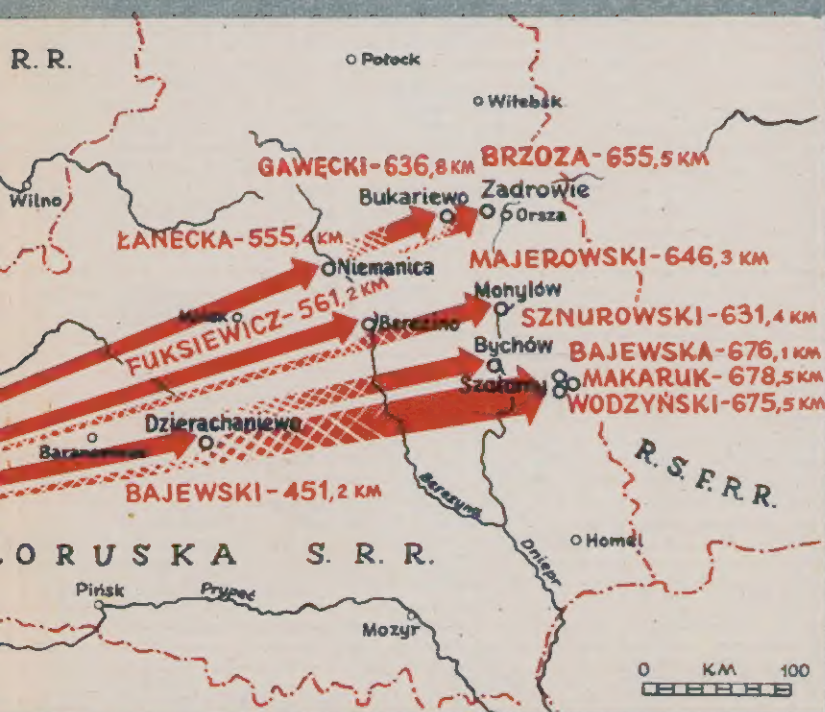 R. R.
Połock
Witebsk
GAWĘCKI-636,8 KM
BRZOZA-655,5 KM
Wilno
Bukariewo
Zadrowie
Orsza
ŁANECKA-555,4 KM
Niemanica
MAJEROWSKI-646,3 KM
Mohylów
FUKSIEWICZ-561,2 KM
Berezino
SZNUROWSKI-631,4 KM
Bychów
BAJEWSKA-676,1 KM
MAKARUK-678,5 KM
WODZYŃSKI-675,5 KM
Dzierachaniewo
BAJEWSKI-451,2 KM
R. S. F. R. R.
Berezyna
Dniepr
Homel
ORUSKA S. R. R.
Pińsk
Prypeć
Mozyr
0 KM 100